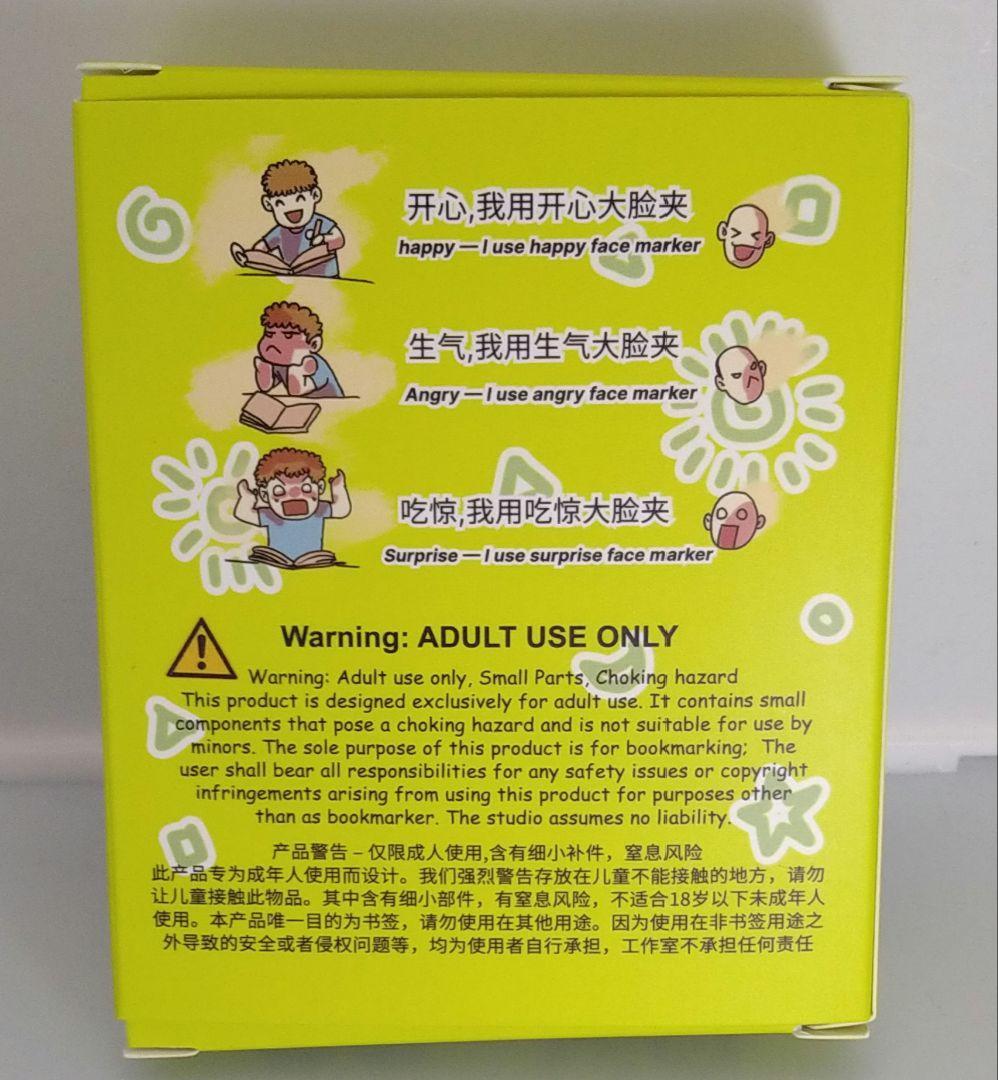 开心,我用开心大脸夹
happy — I use happy face marker
生气,我用生气大脸夹
Angry — I use angry face marker
吃惊,我用吃惊大脸夹
Surprise — I use surprise face marker
Warning: ADULT USE ONLY
Warning: Adult use only, Small Parts, Choking hazard
This product is designed exclusively for adult use. It contains small
components that pose a choking hazard and is not suitable for use by
minors. The sole purpose of this product is for bookmarking; The
user shall bear all responsibilities for any safety issues or copyright
infringements arising from using this product for purposes other
than as bookmarker. The studio assumes no liability.
产品警告 – 仅限成人使用,含有细小补件，窒息风险
此产品专为成年人使用而设计。我们强烈警告存放在儿童不能接触的地方，请勿
让儿童接触此物品。其中含有细小部件，有窒息风险，不适合18岁以下未成年人
使用。本产品唯一目的为书签，请勿使用在其他用途。因为使用在非书签用途之
外导致的安全或者侵权问题等，均为使用者自行承担，工作室不承担任何责任